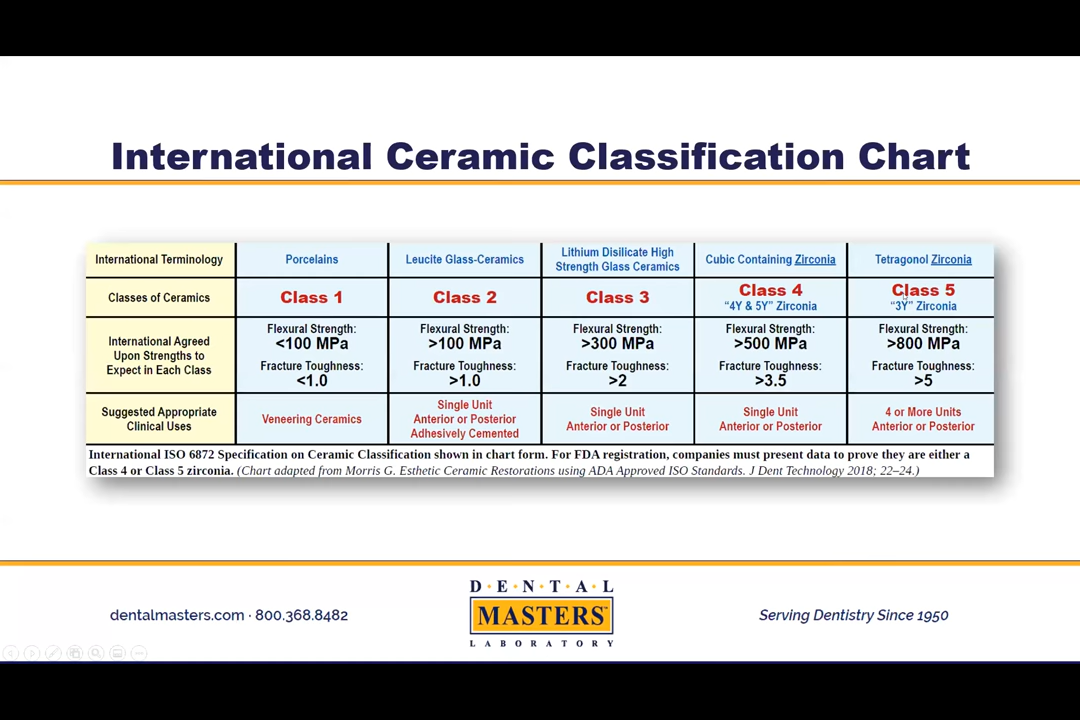 International Ceramic Classification Chart
International Terminology
Porcelains
Leucite Glass-Ceramics
Lithium Disilicate High
Strength Glass Ceramics
Cubic Containing Zirconia
Tetragonol Zirconia
Classes of Ceramics
Class 1
Class 2
Class 3
Class 4
“4Y & 5Y” Zirconia
Class 5
“3Y” Zirconia
International Agreed
Upon Strengths to
Expect in Each Class
Flexural Strength:
<100 MPa
Fracture Toughness:
<1.0
Flexural Strength:
>100 MPa
Fracture Toughness:
>1.0
Flexural Strength:
>300 MPa
Fracture Toughness:
>2
Flexural Strength:
>500 MPa
Fracture Toughness:
>3.5
Flexural Strength:
>800 MPa
Fracture Toughness:
>5
Suggested Appropriate
Clinical Uses
Veneering Ceramics
Single Unit
Anterior or Posterior
Adhesively Cemented
Single Unit
Anterior or Posterior
Single Unit
Anterior or Posterior
4 or More Units
Anterior or Posterior
International ISO 6872 Specification on Ceramic Classification shown in chart form. For FDA registration, companies must present data to prove they are either a
Class 4 or Class 5 zirconia. (Chart adapted from Morris G. Esthetic Ceramic Restorations using ADA Approved ISO Standards. J Dent Technology 2018; 22–24.)
dentalmasters.com · 800.368.8482
D·E·N·T·A·L
MASTERS™
LABORATORY
Serving Dentistry Since 1950